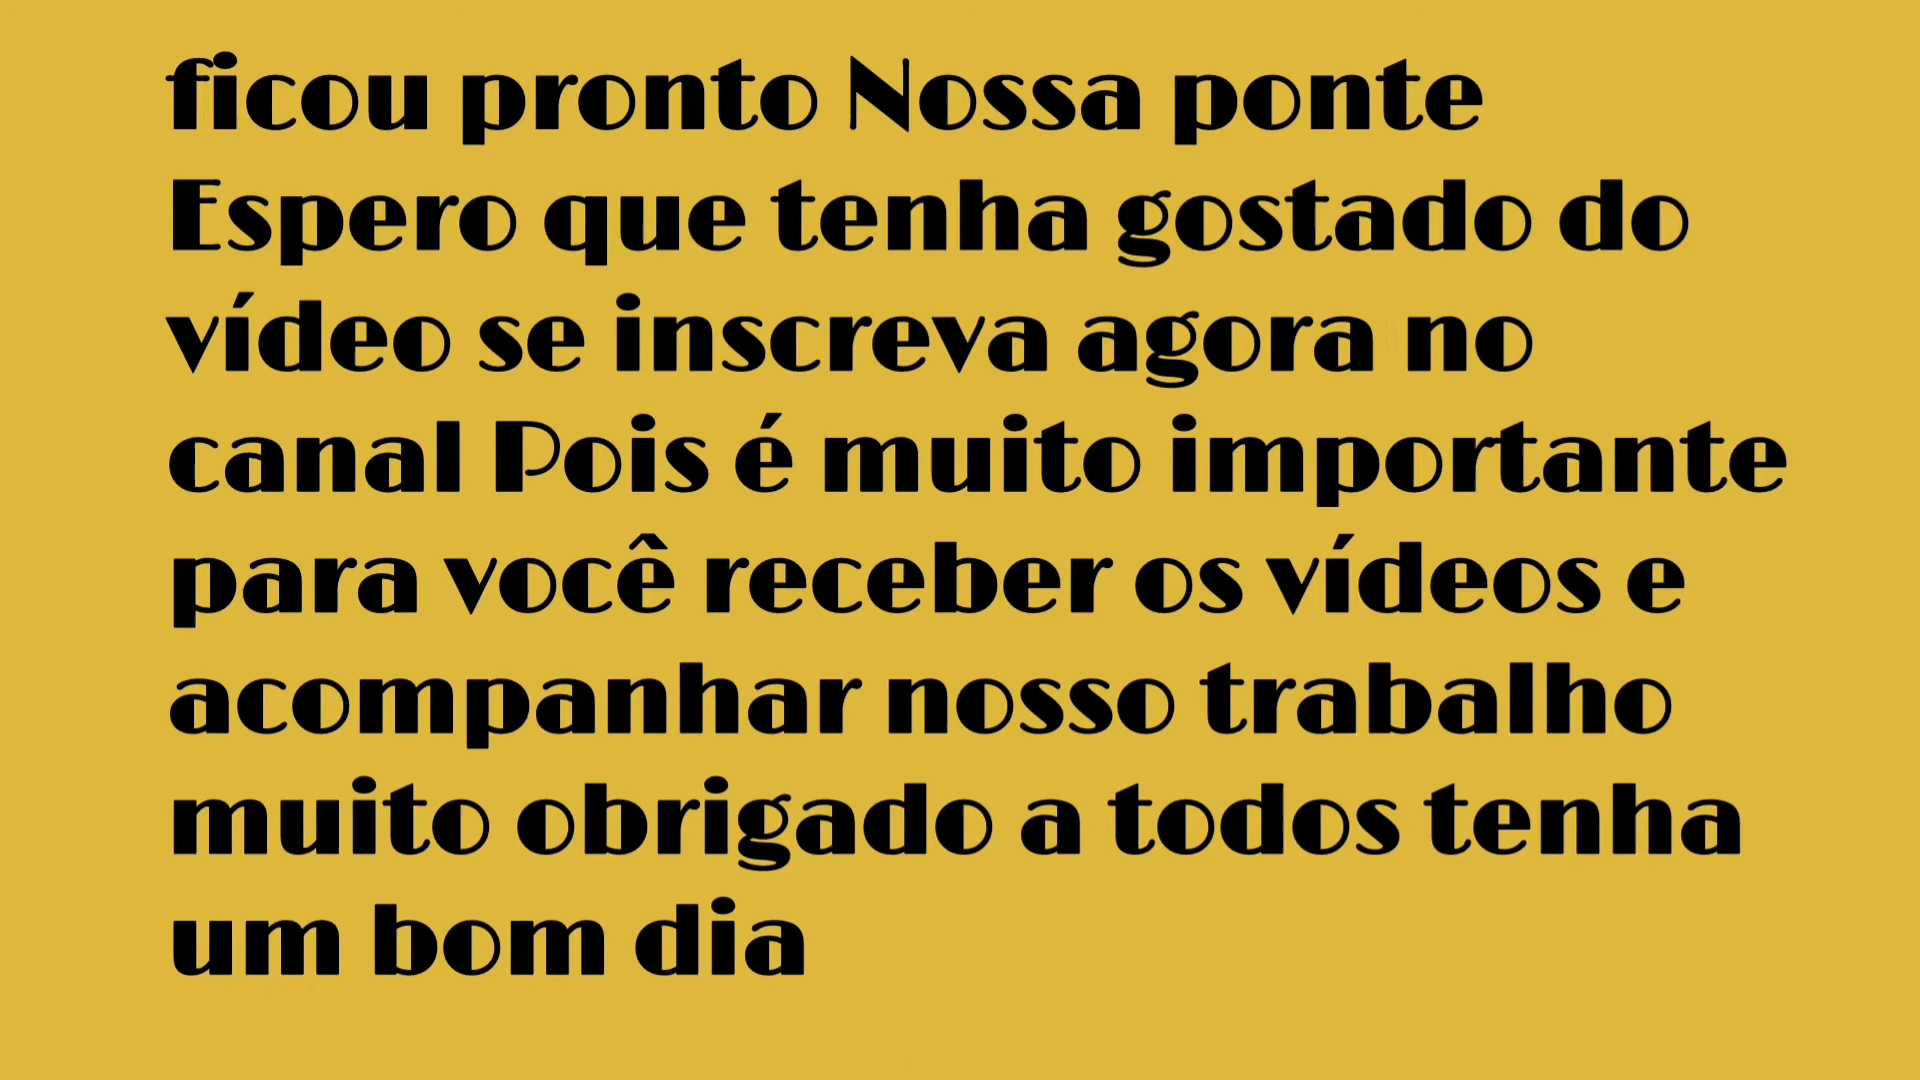 ficou pronto Nossa ponte
Espero que tenha gostado do
vídeo se inscreva agora no
canal Pois é muito importante
para você receber os vídeos e
acompanhar nosso trabalho
muito obrigado a todos tenha
um bom dia